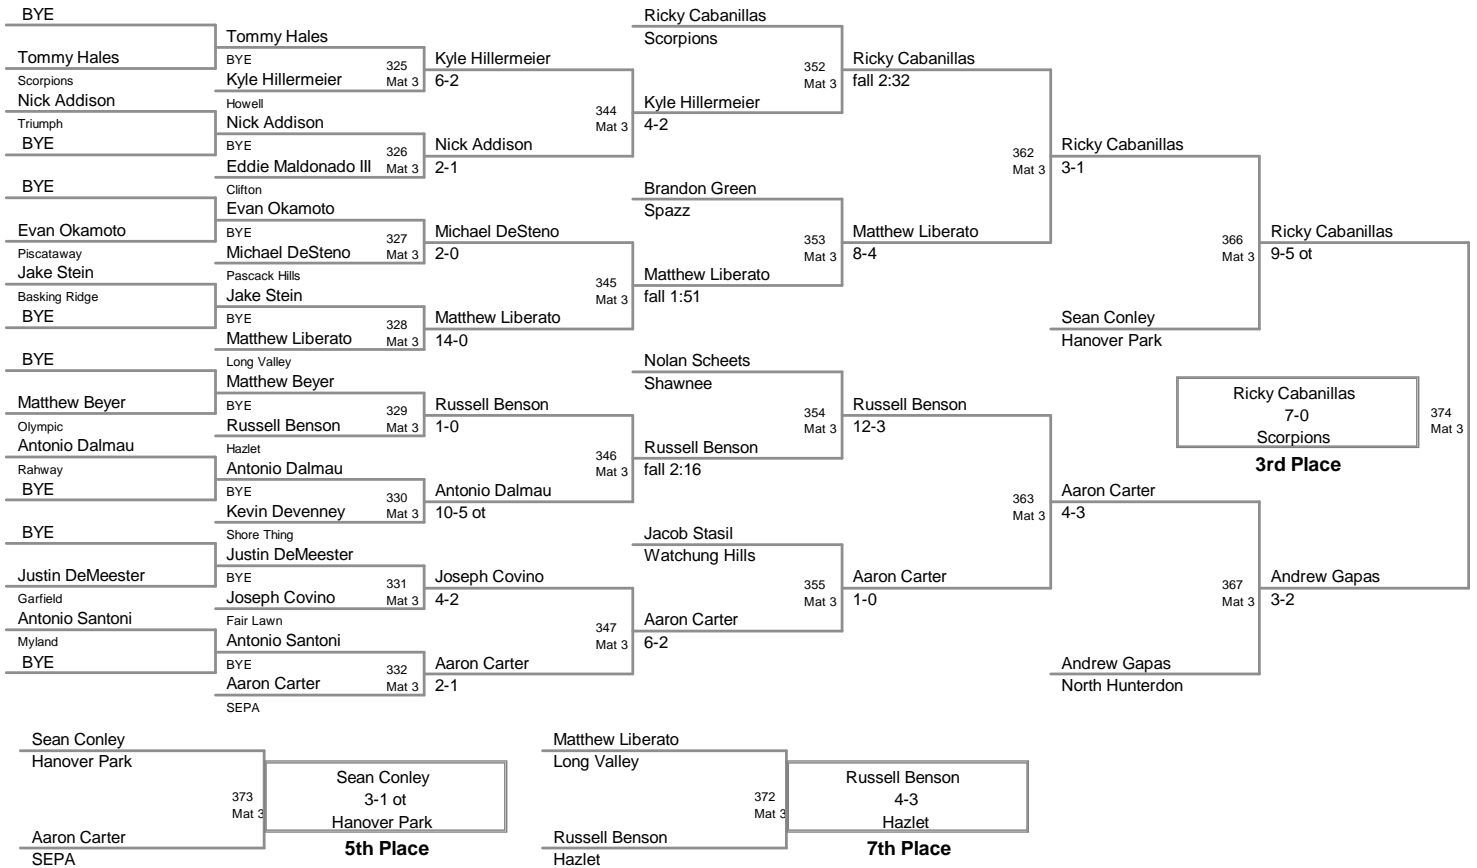 BYE
Tommy Hales
Scorpions
Nick Addison
Triumph
BYE
BYE
Evan Okamoto
Piscataway
Jake Stein
Basking Ridge
BYE
BYE
Matthew Beyer
Olympic
Antonio Dalmau
Rahway
BYE
BYE
Justin DeMeester
Garfield
Antonio Santoni
Myland
BYE
Tommy Hales
BYE
325
Kyle Hillermeier
Mat 3
Howell
Nick Addison
BYE
326
Eddie Maldonado III
Mat 3
Clifton
Evan Okamoto
BYE
327
Michael DeSteno
Mat 3
Pascack Hills
Jake Stein
BYE
328
Matthew Liberato
Mat 3
Long Valley
Matthew Beyer
BYE
329
Russell Benson
Mat 3
Hazlet
Antonio Dalmau
BYE
330
Kevin Devenney
Mat 3
Shore Thing
Justin DeMeester
BYE
331
Joseph Covino
Mat 3
Fair Lawn
Antonio Santoni
BYE
332
Aaron Carter
Mat 3
SEPA
Kyle Hillermeier
6-2
344
Mat 3
Nick Addison
2-1
Michael DeSteno
2-0
345
Mat 3
Matthew Liberato
14-0
Russell Benson
1-0
346
Mat 3
Antonio Dalmau
10-5 ot
Joseph Covino
4-2
347
Mat 3
Aaron Carter
2-1
Ricky Cabanillas
Scorpions
352
Mat 3
Kyle Hillermeier
4-2
Brandon Green
Spazz
353
Mat 3
Matthew Liberato
fall 1:51
Nolan Scheets
Shawnee
354
Mat 3
Russell Benson
fall 2:16
Jacob Stasil
Watchung Hills
355
Mat 3
Aaron Carter
6-2
Ricky Cabanillas
fall 2:32
362
Mat 3
Matthew Liberato
8-4
Russell Benson
12-3
363
Mat 3
Aaron Carter
1-0
Ricky Cabanillas
3-1
366
Mat 3
Sean Conley
Hanover Park
Aaron Carter
4-3
367
Mat 3
Andrew Gapas
North Hunterdon
Ricky Cabanillas
9-5 ot
Ricky Cabanillas
7-0
Scorpions
3rd Place
374
Mat 3
Andrew Gapas
3-2
Sean Conley
Hanover Park
373
Mat 3
Aaron Carter
SEPA
Sean Conley
3-1 ot
Hanover Park
5th Place
Matthew Liberato
Long Valley
372
Mat 3
Russell Benson
Hazlet
Russell Benson
4-3
Hazlet
7th Place